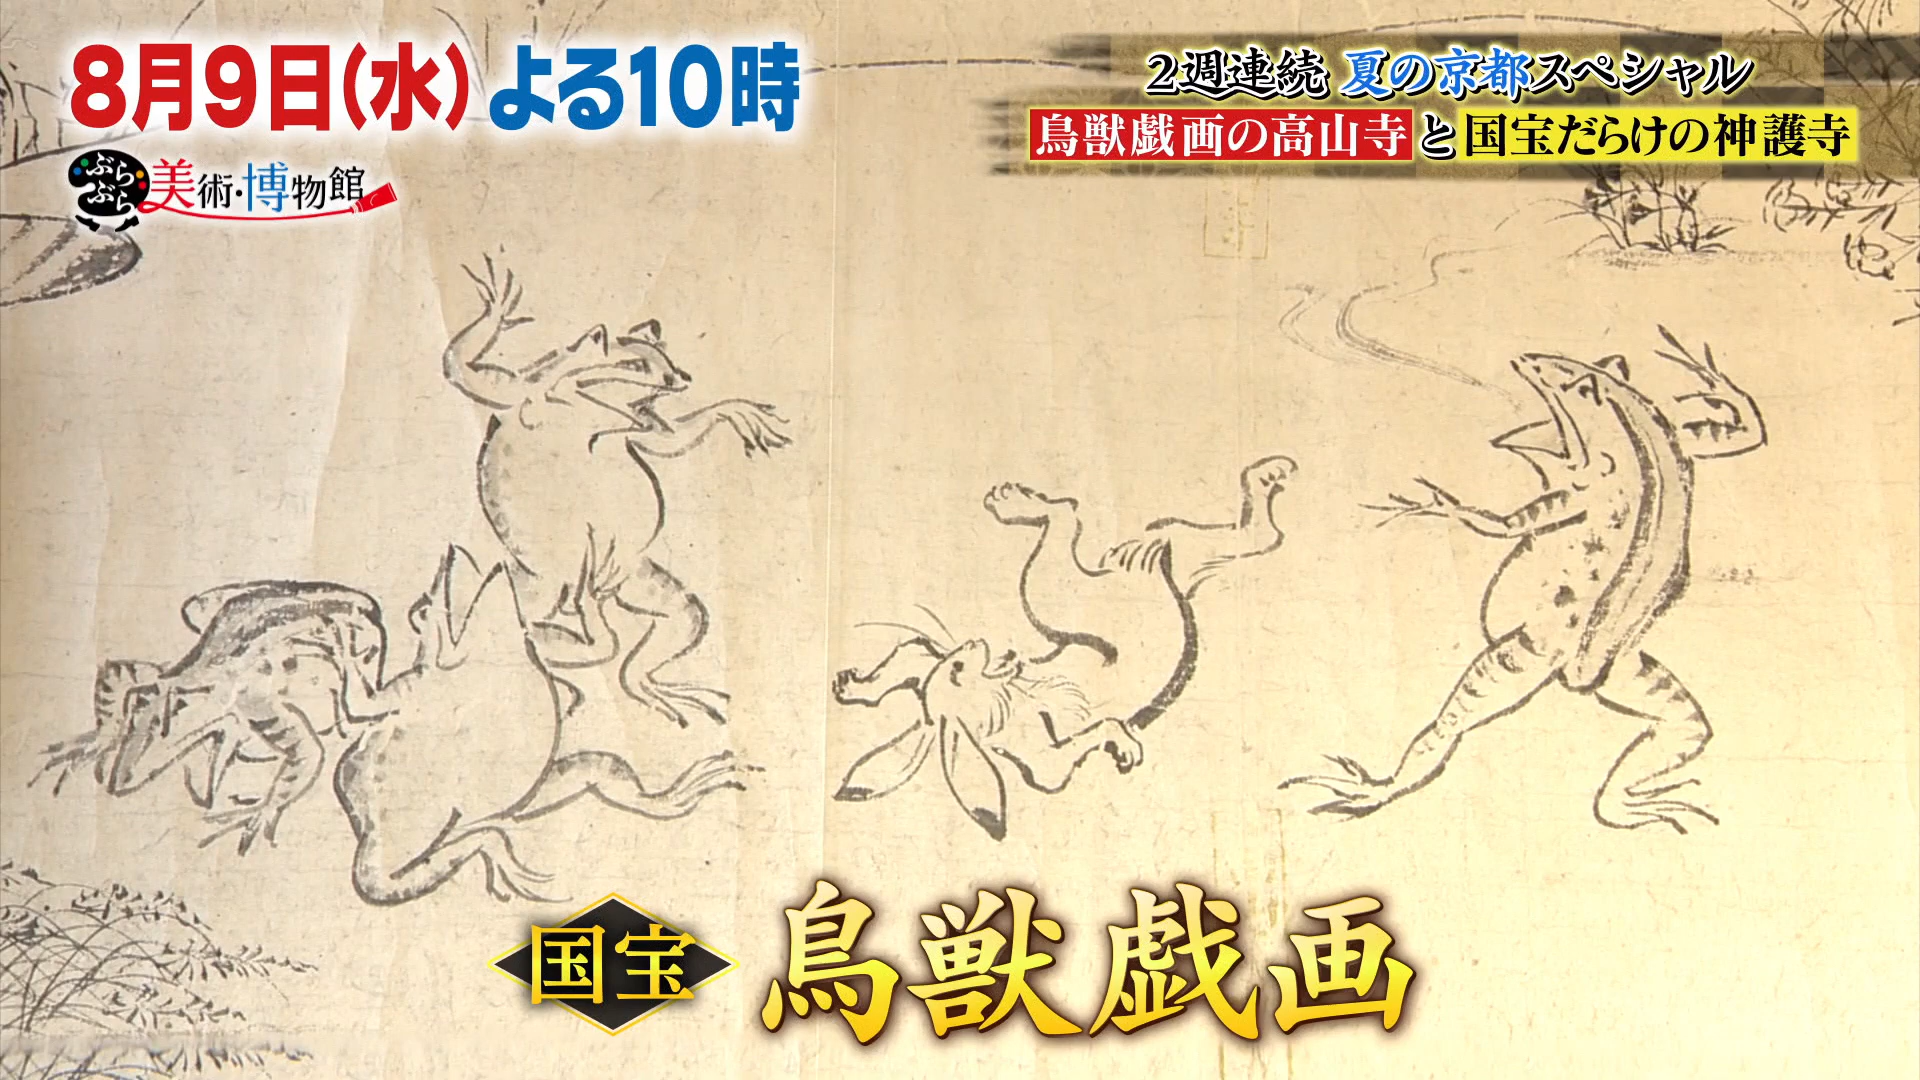 8月9日(水)よる10時
ぶらぶら美術・博物館
2週連続 夏の京都スペシャル
鳥獣戯画の高山寺と国宝だらけの神護寺
国宝 鳥獣戯画